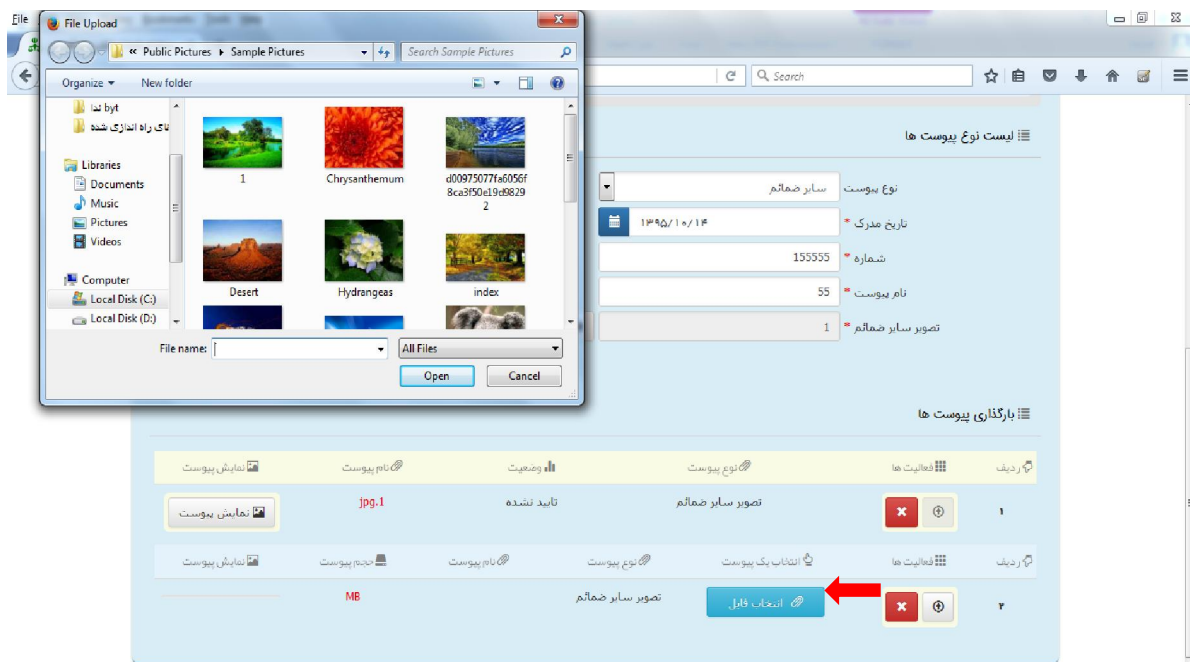 File
File Upload
« Public Pictures ▸ Sample Pictures
Search Sample Pictures
Search
Organize
New folder
byt ندا
های راه اندازی شده
Libraries
Documents
Music
Pictures
Videos
Computer
Local Disk (C:)
Local Disk (D:)
1
Chrysanthemum
d00975077fa6056f
8ca3f50e19d9829
2
Desert
Hydrangeas
index
File name:
All Files
Open
Cancel
لیست نوع پیوست ها
نوع پیوست
سایر ضمائم
تاریخ مدرک *
۱۳۹۵/۱۰/۱۴
شماره *
155555
نام پیوست *
55
تصویر سایر ضمائم *
1
بارگذاری پیوست ها
ردیف فعالیت ها نوع پیوست وضعیت نام پیوست نمایش پیوست
۱ تصویر سایر ضمائم تایید نشده jpg.1 نمایش پیوست
ردیف فعالیت ها انتخاب یک پیوست نوع پیوست نام پیوست حجم پیوست نمایش پیوست
۲ انتخاب فایل تصویر سایر ضمائم MB